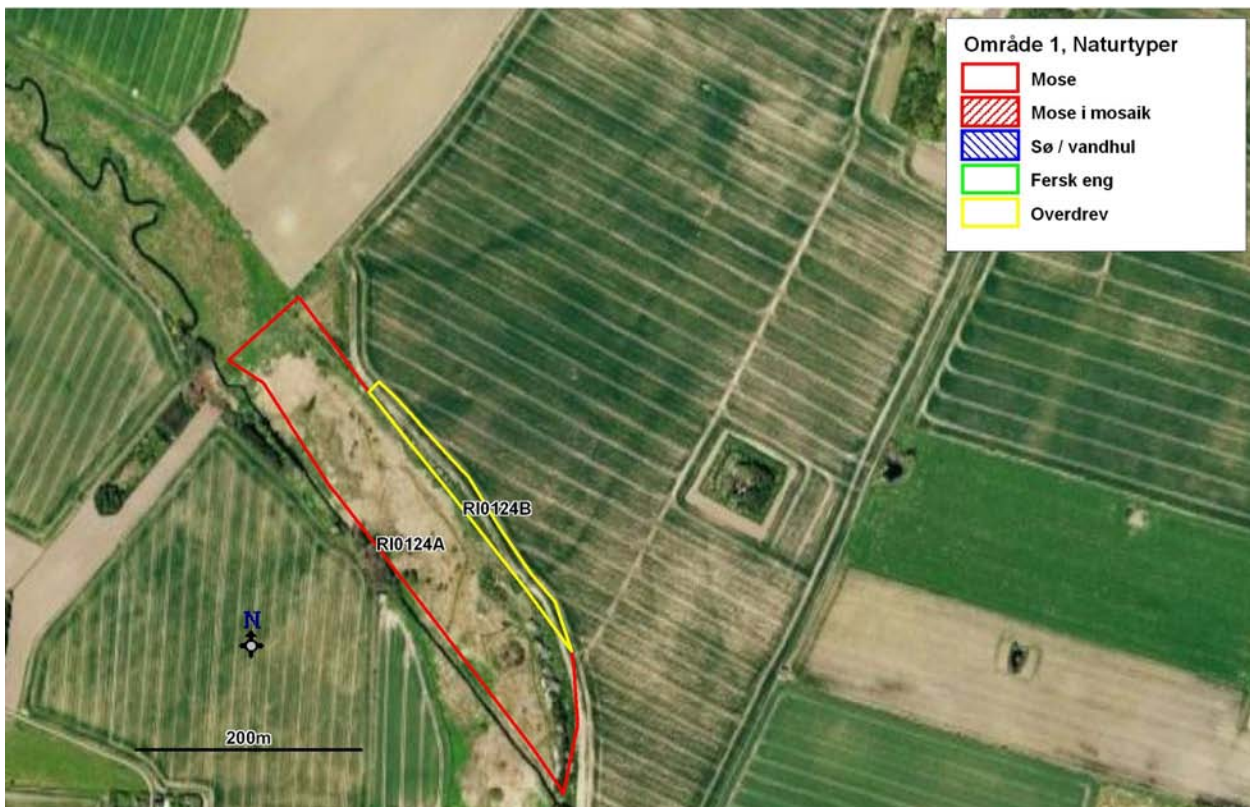 Område 1, Naturtyper
Mose
Mose i mosaik
Sø / vandhul
Fersk eng
Overdrev
RI0124B
RI0124A
N
200m